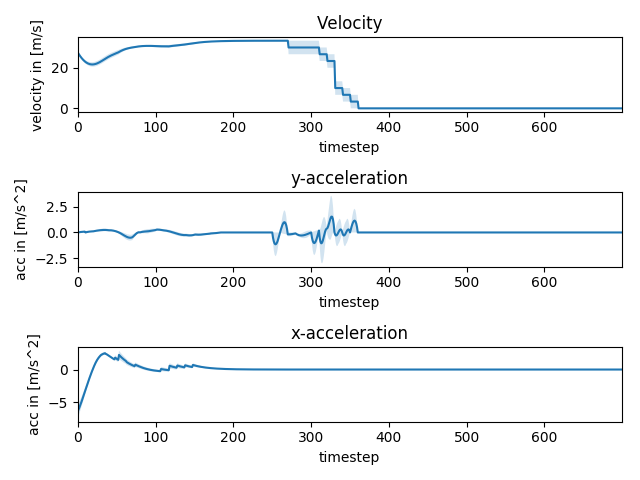 Velocity
velocity in [m/s]
20
0
0 100 200 300 400 500 600
timestep
y-acceleration
acc in [m/s^2]
2.5
0.0
−2.5
0 100 200 300 400 500 600
timestep
x-acceleration
acc in [m/s^2]
0
−5
0 100 200 300 400 500 600
timestep